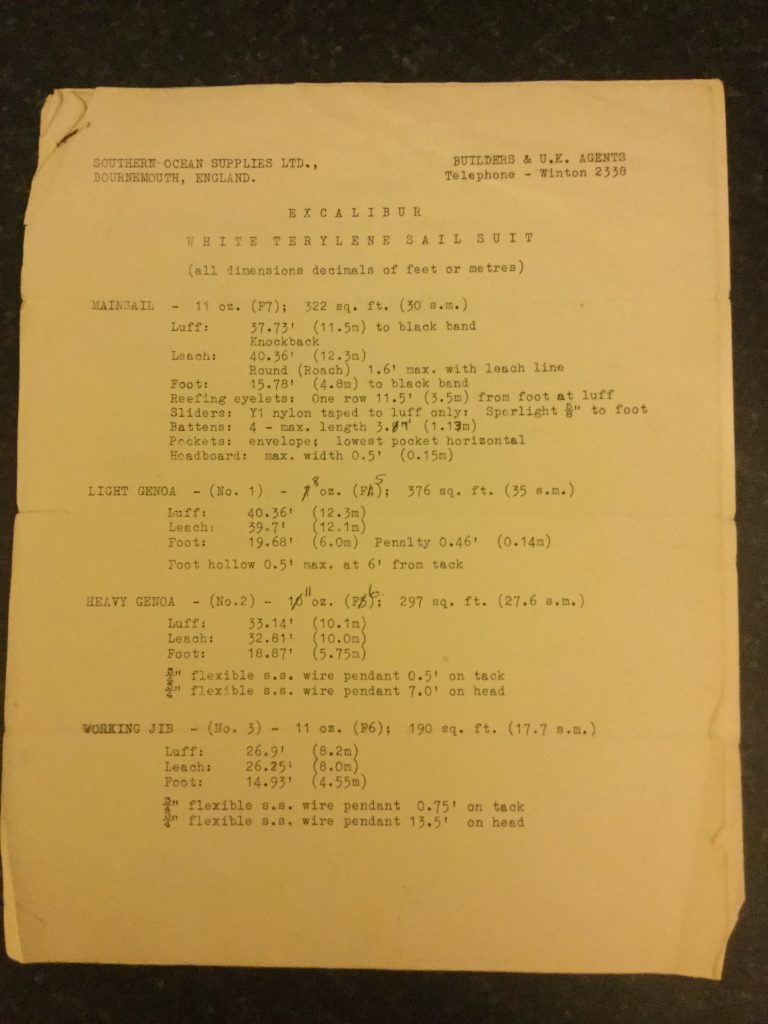 SOUTHERN OCEAN SUPPLIES LTD.,
BOURNEMOUTH, ENGLAND.
BUILDERS & U.K. AGENTS
Telephone - Winton 2338
EXCALIBUR
WHITE TERYLENE SAIL SUIT
(all dimensions decimals of feet or metres)
MAINSAIL - 11 oz. (F7); 322 sq. ft. (30 s.m.)
Luff: 37.73' (11.5m) to black band
Knockback
Leach: 40.36' (12.3m)
Round (Roach) 1.6' max. with leach line
Foot: 15.78' (4.8m) to black band
Reefing eyelets: One row 11.5' (3.5m) from foot at luff
Sliders: Y1 nylon taped to luff only: Sperlight ⅝" to foot
Battens: 4 - max. length (1.13m)
Pockets: envelope; lowest pocket horizontal
Headboard: max. width 0.5' (0.15m)
LIGHT GENOA - (No. 1) - 8 oz. (F5); 376 sq. ft. (35 s.m.)
Luff: 40.36' (12.3m)
Leach: 39.7' (12.1m)
Foot: 19.68' (6.0m) Penalty 0.46' (0.14m)
Foot hollow 0.5' max. at 6' from tack
HEAVY GENOA - (No.2) - 11 oz. (F6); 297 sq. ft. (27.6 s.m.)
Luff: 33.14' (10.1m)
Leach: 32.81' (10.0m)
Foot: 18.87' (5.75m)
flexible s.s. wire pendant 0.5' on tack
flexible s.s. wire pendant 7.0' on head
WORKING JIB - (No. 3) - 11 oz. (F6); 190 sq. ft. (17.7 s.m.)
Luff: 26.9' (8.2m)
Leach: 26.25' (8.0m)
Foot: 14.93' (4.55m)
flexible s.s. wire pendant 0.75' on tack
flexible s.s. wire pendant 13.5' on head